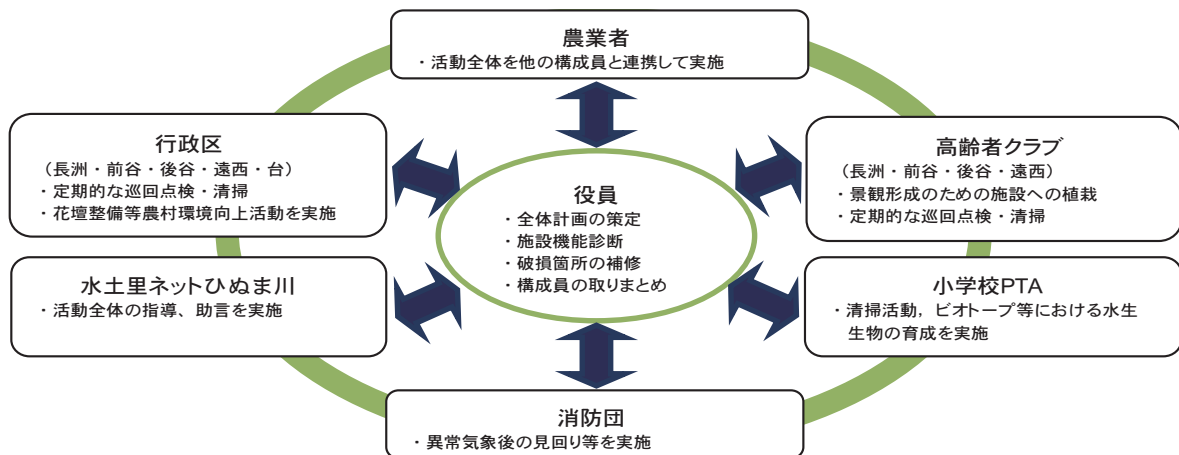 農業者
・活動全体を他の構成員と連携して実施
行政区
（長洲・前谷・後谷・遠西・台）
・定期的な巡回点検・清掃
・花壇整備等農村環境向上活動を実施
高齢者クラブ
（長洲・前谷・後谷・遠西）
・景観形成のための施設への植栽
・定期的な巡回点検・清掃
役員
・全体計画の策定
・施設機能診断
・破損箇所の補修
・構成員の取りまとめ
水土里ネットひぬま川
・活動全体の指導、助言を実施
小学校PTA
・清掃活動，ビオトープ等における水生
生物の育成を実施
消防団
・異常気象後の見回り等を実施